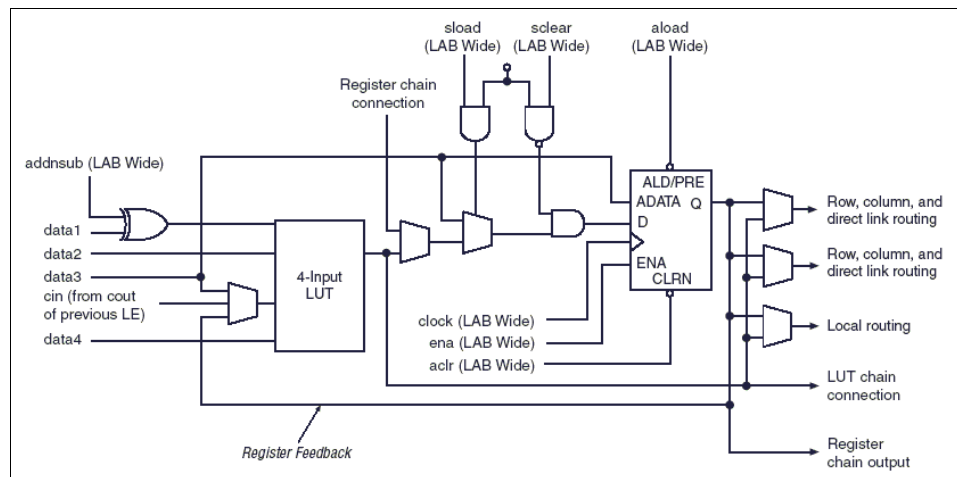 sload
(LAB Wide)
sclear
(LAB Wide)
aload
(LAB Wide)
Register chain
connection
addnsub (LAB Wide)
data1
data2
data3
cin (from cout
of previous LE)
data4
4-Input
LUT
ALD/PRE
ADATA Q
D
ENA
CLRN
clock (LAB Wide)
ena (LAB Wide)
aclr (LAB Wide)
Register Feedback
Row, column, and
direct link routing
Row, column, and
direct link routing
Local routing
LUT chain
connection
Register
chain output